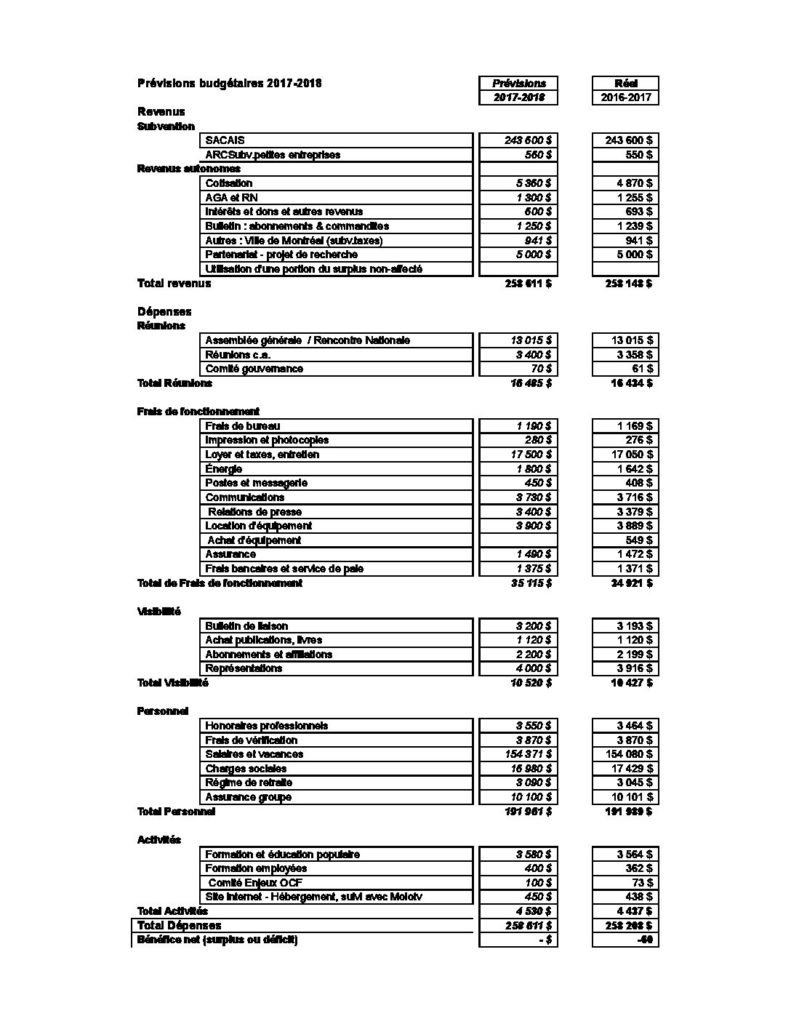 Prévisions budgétaires 2017-2018 Prévisions Réel
2017-2018 2016-2017
Revenus
Subvention
SACAIS 243 600 $ 243 600 $
ARCSubv.petites entreprises 560 $ 550 $
Revenus autonomes
Cotisation 5 360 $ 4 870 $
AGA et RN 1 300 $ 1 255 $
Intérêts et dons et autres revenus 600 $ 693 $
Bulletin : abonnements & commandites 1 250 $ 1 239 $
Autres : Ville de Montréal (subv.taxes) 941 $ 941 $
Partenariat - projet de recherche 5 000 $ 5 000 $
Utilisation d'une portion du surplus non-affecté
Total revenus 258 611 $ 258 148 $
Dépenses
Réunions
Assemblée générale / Rencontre Nationale 13 015 $ 13 015 $
Réunions c.a. 3 400 $ 3 358 $
Comité gouvernance 70 $ 61 $
Total Réunions 16 485 $ 16 434 $
Frais de fonctionnement
Frais de bureau 1 190 $ 1 169 $
Impression et photocopies 280 $ 276 $
Loyer et taxes, entretien 17 500 $ 17 050 $
Énergie 1 800 $ 1 642 $
Postes et messagerie 450 $ 408 $
Communications 3 730 $ 3 716 $
Relations de presse 3 400 $ 3 379 $
Location d'équipement 3 900 $ 3 889 $
Achat d'équipement 549 $
Assurance 1 490 $ 1 472 $
Frais bancaires et service de paie 1 375 $ 1 371 $
Total de Frais de fonctionnement 35 115 $ 34 921 $
Visibilité
Bulletin de liaison 3 200 $ 3 193 $
Achat publications, livres 1 120 $ 1 120 $
Abonnements et affiliations 2 200 $ 2 199 $
Représentations 4 000 $ 3 916 $
Total Visibilité 10 520 $ 10 427 $
Personnel
Honoraires professionnels 3 550 $ 3 464 $
Frais de vérification 3 870 $ 3 870 $
Salaires et vacances 154 371 $ 154 080 $
Charges sociales 16 980 $ 17 429 $
Régime de retraite 3 090 $ 3 045 $
Assurance groupe 10 100 $ 10 101 $
Total Personnel 191 961 $ 191 989 $
Activités
Formation et éducation populaire 3 580 $ 3 564 $
Formation employées 400 $ 362 $
Comité Enjeux OCF 100 $ 73 $
Site Internet - Hébergement, suivi avec Molotv 450 $ 438 $
Total Activités 4 530 $ 4 437 $
Total Dépenses 258 611 $ 258 208 $
Bénéfice net (surplus ou déficit) - $ -60